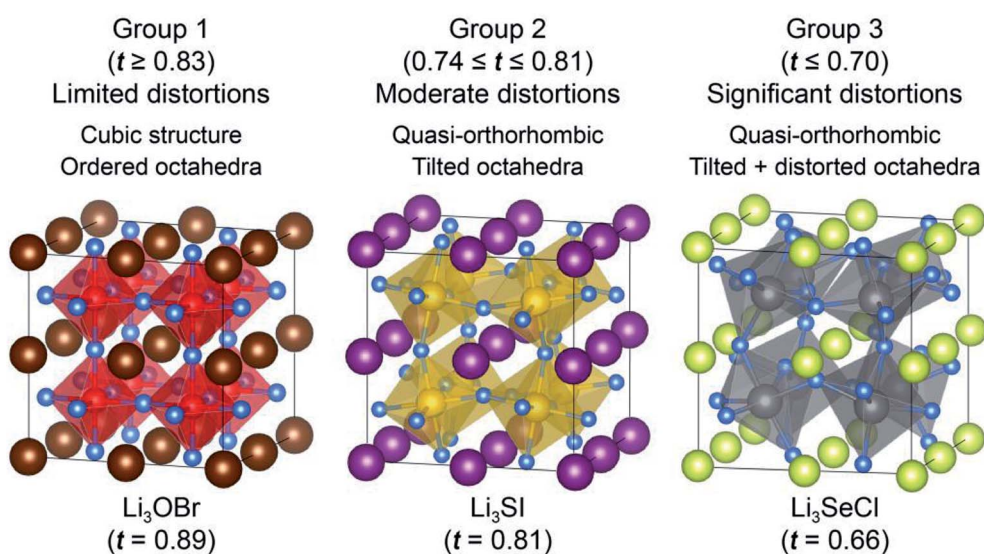 Group 1
(t ≥ 0.83)
Limited distortions
Cubic structure
Ordered octahedra
Li₃OBr
(t = 0.89)
Group 2
(0.74 ≤ t ≤ 0.81)
Moderate distortions
Quasi-orthorhombic
Tilted octahedra
Li₃SI
(t = 0.81)
Group 3
(t ≤ 0.70)
Significant distortions
Quasi-orthorhombic
Tilted + distorted octahedra
Li₃SeCl
(t = 0.66)